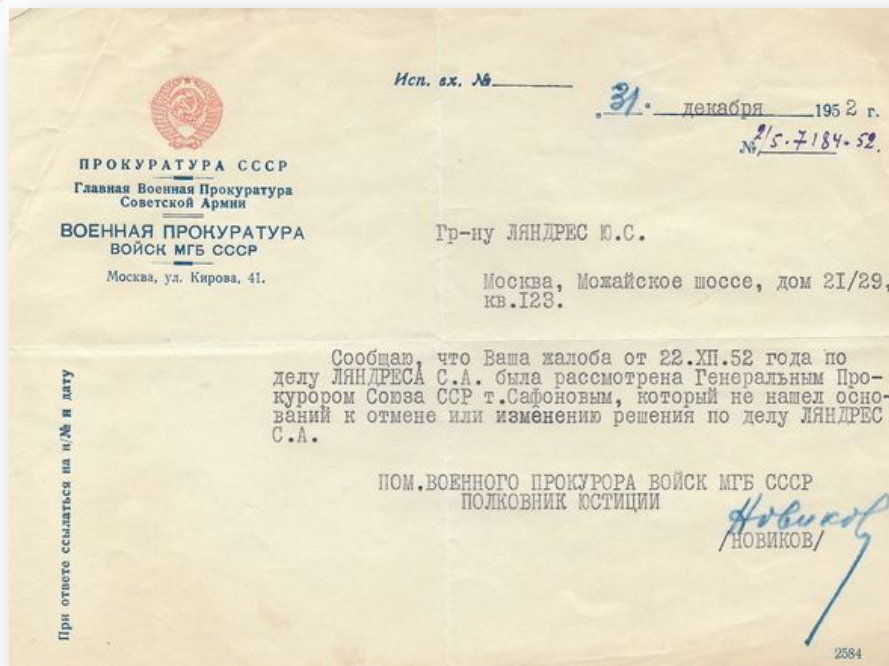 Исп. вх. №
"31" декабря 1952 г.
№ 2/5-7184-52.
ПРОКУРАТУРА СССР
Главная Военная Прокуратура
Советской Армии
ВОЕННАЯ ПРОКУРАТУРА
ВОЙСК МГБ СССР
Москва, ул. Кирова, 41.
Гр-ну ЛЯНДРЕС Ю.С.
Москва, Можайское шоссе, дом 2I/29,
кв.I23.
Сообщаю, что Ваша жалоба от 22.XП.52 года по
делу ЛЯНДРЕСА С.А. была рассмотрена Генеральным Про-
курором Союза ССР т.Сафоновым, который не нашел осно-
ваний к отмене или изменению решения по делу ЛЯНДРЕС
С.А.
ПОМ.ВОЕННОГО ПРОКУРОРА ВОЙСК МГБ СССР
ПОЛКОВНИК ЮСТИЦИИ
Новиков
/НОВИКОВ/
При ответе ссылаться на н/№ и дату
2584